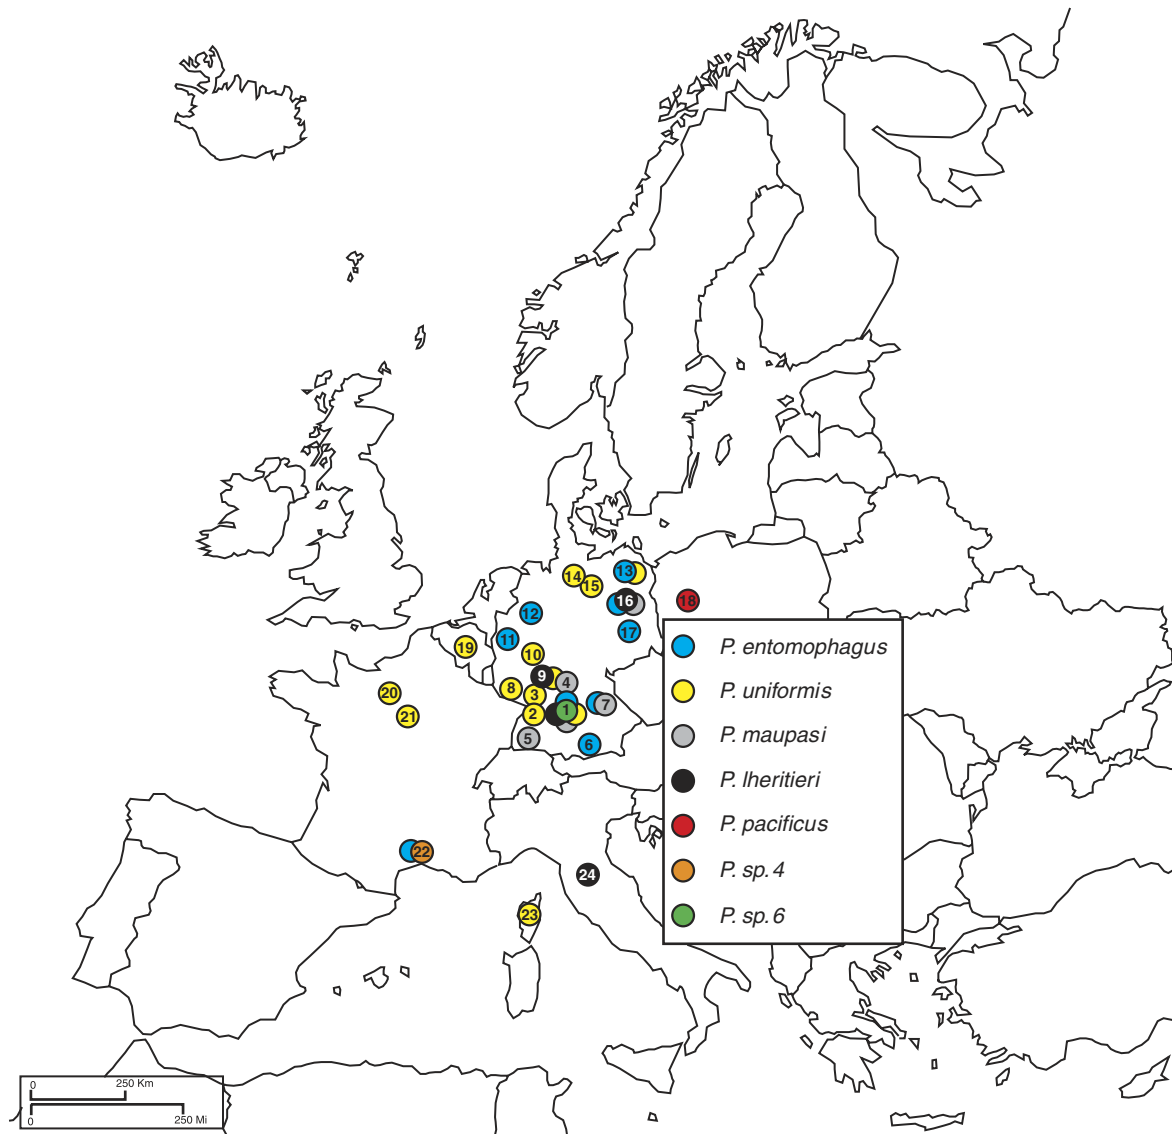 14
15
13
16
18
12
17
11
19
10
9
4
8
3
20
7
1
2
21
5
6
22
24
23
P. entomophagus
P. uniformis
P. maupasi
P. lheritieri
P. pacificus
P. sp. 4
P. sp. 6
0 250 Km
0 250 Mi